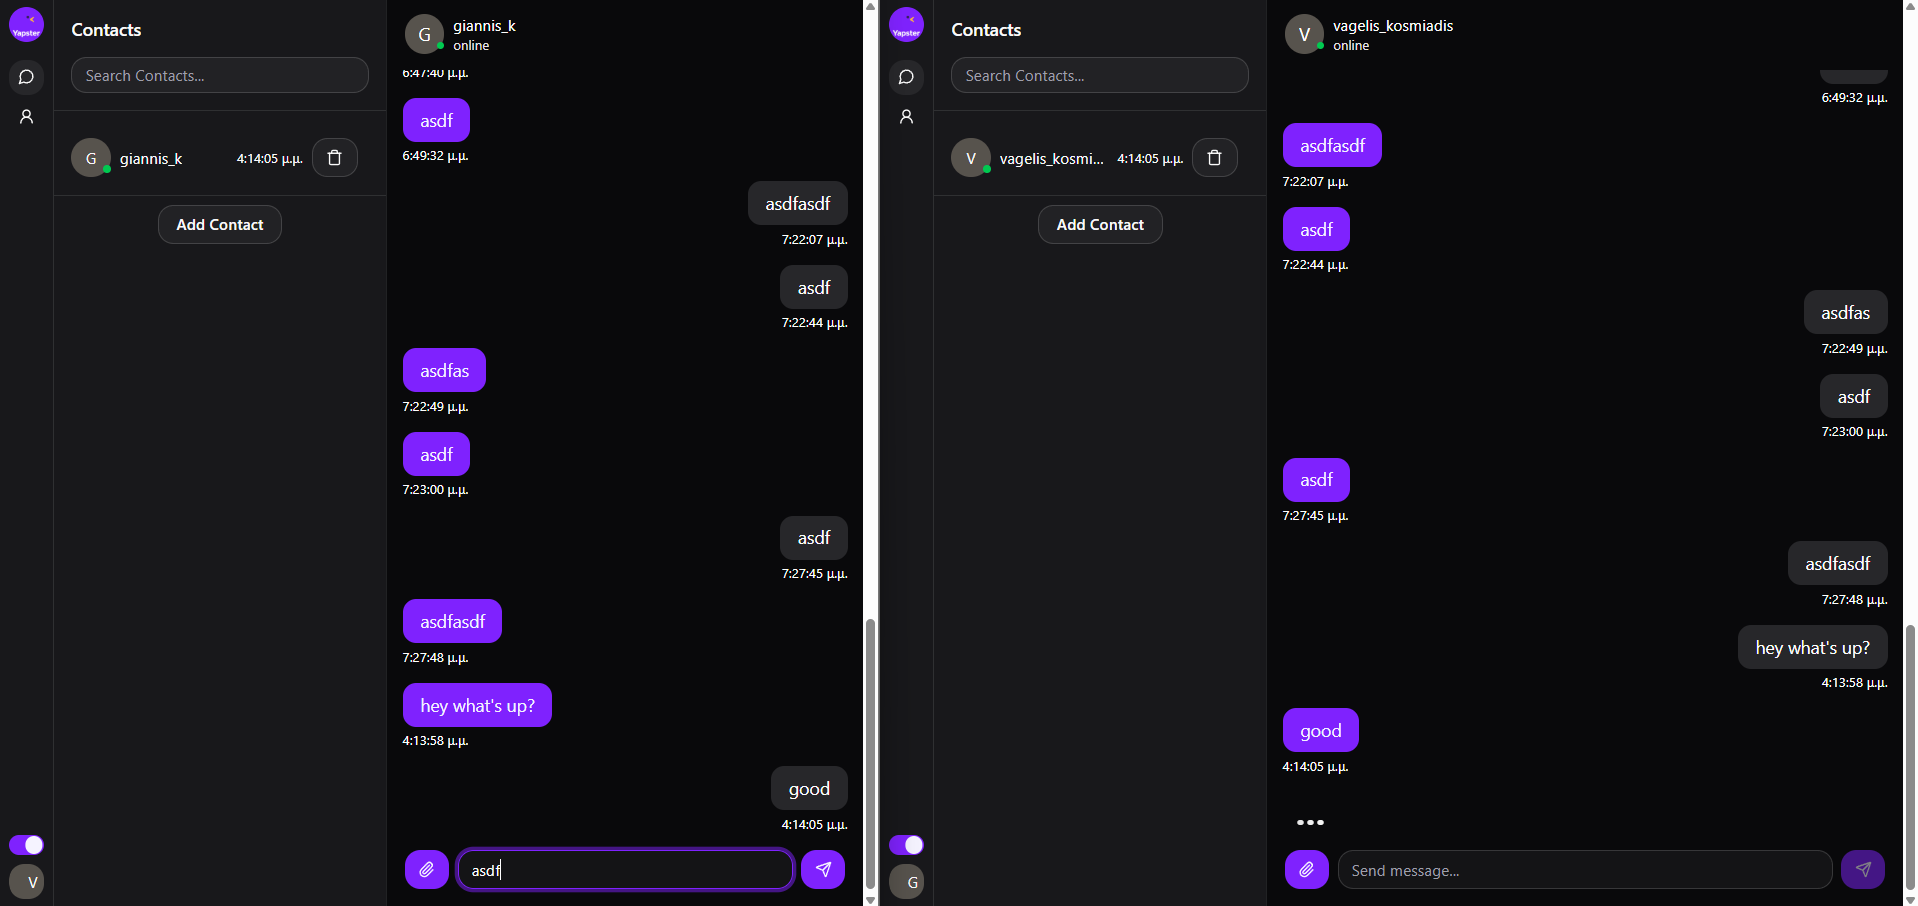 Yapster
Contacts
Search Contacts...
G
giannis_k
4:14:05 μ.μ.
Add Contact
V
G
giannis_k
online
6:47:40 μ.μ.
asdf
6:49:32 μ.μ.
asdfasdf
7:22:07 μ.μ.
asdf
7:22:44 μ.μ.
asdfas
7:22:49 μ.μ.
asdf
7:23:00 μ.μ.
asdf
7:27:45 μ.μ.
asdfasdf
7:27:48 μ.μ.
hey what's up?
4:13:58 μ.μ.
good
4:14:05 μ.μ.
asdf
Yapster
Contacts
Search Contacts...
V
vagelis_kosmi...
4:14:05 μ.μ.
Add Contact
G
V
vagelis_kosmiadis
online
6:49:32 μ.μ.
asdfasdf
7:22:07 μ.μ.
asdf
7:22:44 μ.μ.
asdfas
7:22:49 μ.μ.
asdf
7:23:00 μ.μ.
asdf
7:27:45 μ.μ.
asdfasdf
7:27:48 μ.μ.
hey what's up?
4:13:58 μ.μ.
good
4:14:05 μ.μ.
Send message...